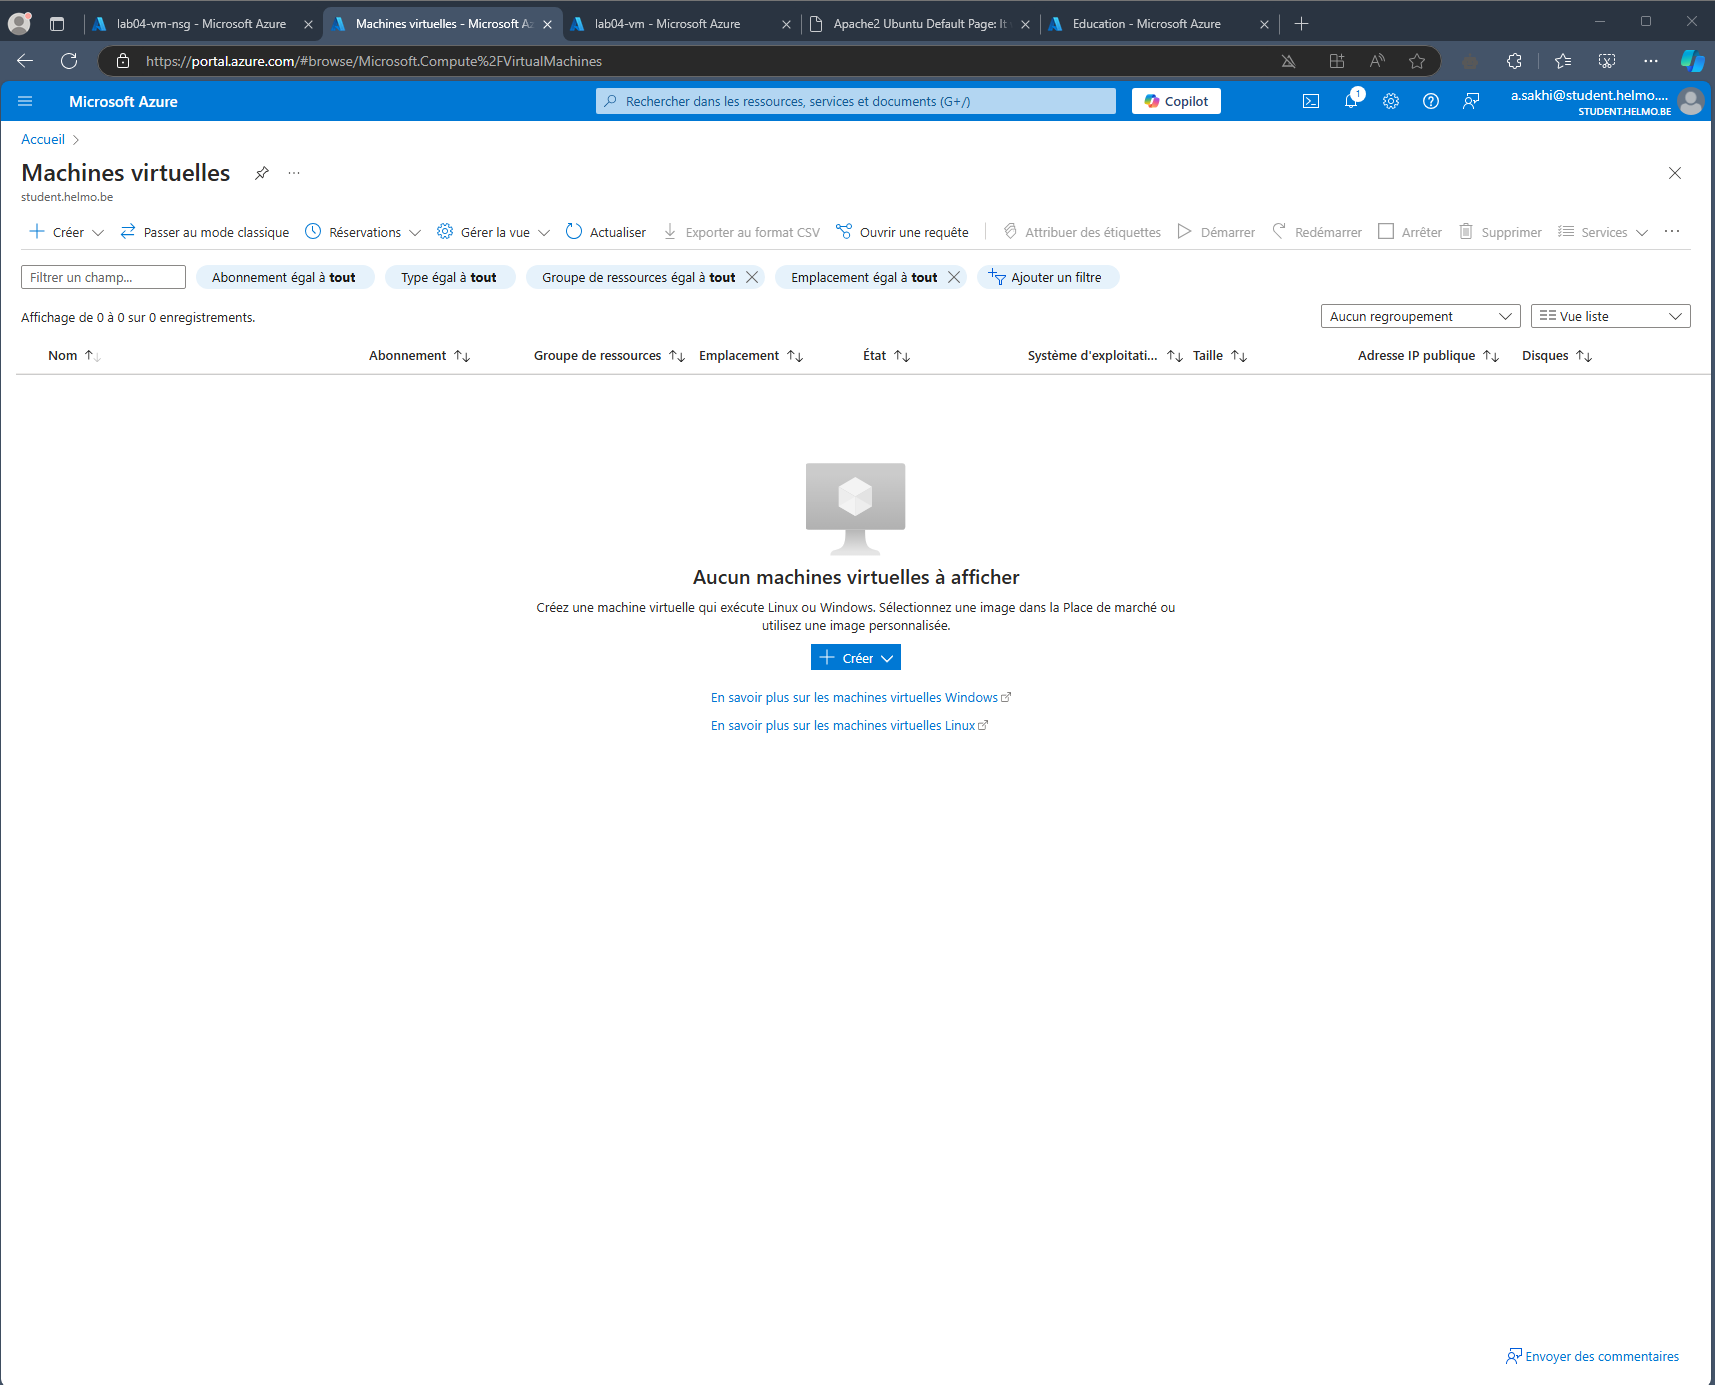 lab04-vm-nsg - Microsoft Azure
Machines virtuelles - Microsoft Az
lab04-vm - Microsoft Azure
Apache2 Ubuntu Default Page: It
Education - Microsoft Azure
https://portal.azure.com/#browse/Microsoft.Compute%2FVirtualMachines
Microsoft Azure
Rechercher dans les ressources, services et documents (G+/)
Copilot
1
a.sakhi@student.helmo....
STUDENT.HELMO.BE
Accueil
Machines virtuelles
student.helmo.be
Créer
Passer au mode classique
Réservations
Gérer la vue
Actualiser
Exporter au format CSV
Ouvrir une requête
Attribuer des étiquettes
Démarrer
Redémarrer
Arrêter
Supprimer
Services
Filtrer un champ...
Abonnement égal à tout
Type égal à tout
Groupe de ressources égal à tout
Emplacement égal à tout
Ajouter un filtre
Affichage de 0 à 0 sur 0 enregistrements.
Aucun regroupement
Vue liste
Nom
Abonnement
Groupe de ressources
Emplacement
État
Système d'exploitati...
Taille
Adresse IP publique
Disques
Aucun machines virtuelles à afficher
Créez une machine virtuelle qui exécute Linux ou Windows. Sélectionnez une image dans la Place de marché ou
utilisez une image personnalisée.
Créer
En savoir plus sur les machines virtuelles Windows
En savoir plus sur les machines virtuelles Linux
Envoyer des commentaires